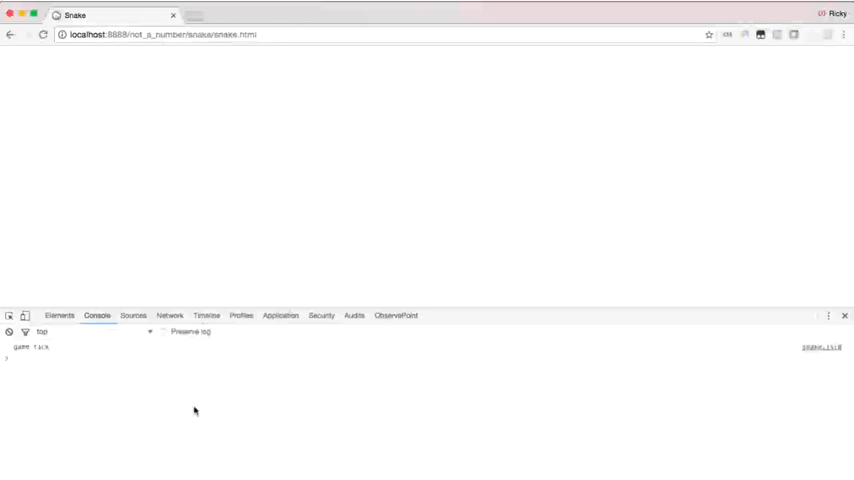 Snake
Ricky
localhost:8888/not_a_number/snake/snake.html
Elements Console Sources Network Timeline Profiles Application Security Audits ObservePoint
top Preserve log
game tick